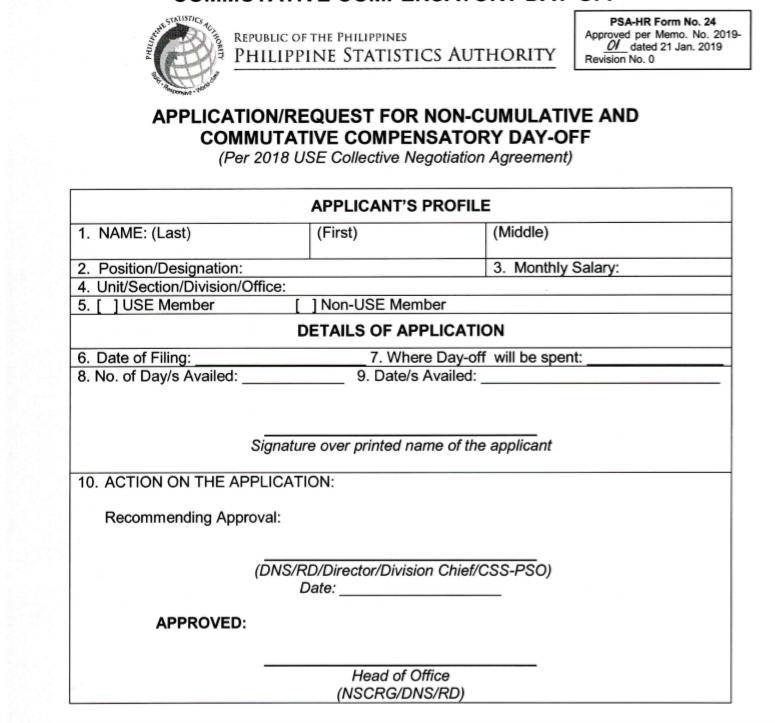 PHILIPPINE STATISTICS AUTHORITY
Solid • Responsive • World-class
REPUBLIC OF THE PHILIPPINES
PHILIPPINE STATISTICS AUTHORITY
PSA-HR Form No. 24
Approved per Memo. No. 2019-
01 dated 21 Jan. 2019
Revision No. 0
APPLICATION/REQUEST FOR NON-CUMULATIVE AND
COMMUTATIVE COMPENSATORY DAY-OFF
(Per 2018 USE Collective Negotiation Agreement)
APPLICANT'S PROFILE
1. NAME: (Last) (First) (Middle)
2. Position/Designation: 3. Monthly Salary:
4. Unit/Section/Division/Office:
5. [ ] USE Member [ ] Non-USE Member
DETAILS OF APPLICATION
6. Date of Filing: ____________________ 7. Where Day-off will be spent: ________________
8. No. of Day/s Availed: ____________ 9. Date/s Availed: ____________________________
Signature over printed name of the applicant
10. ACTION ON THE APPLICATION:
Recommending Approval:
(DNS/RD/Director/Division Chief/CSS-PSO)
Date: ___________________
APPROVED:
Head of Office
(NSCRG/DNS/RD)